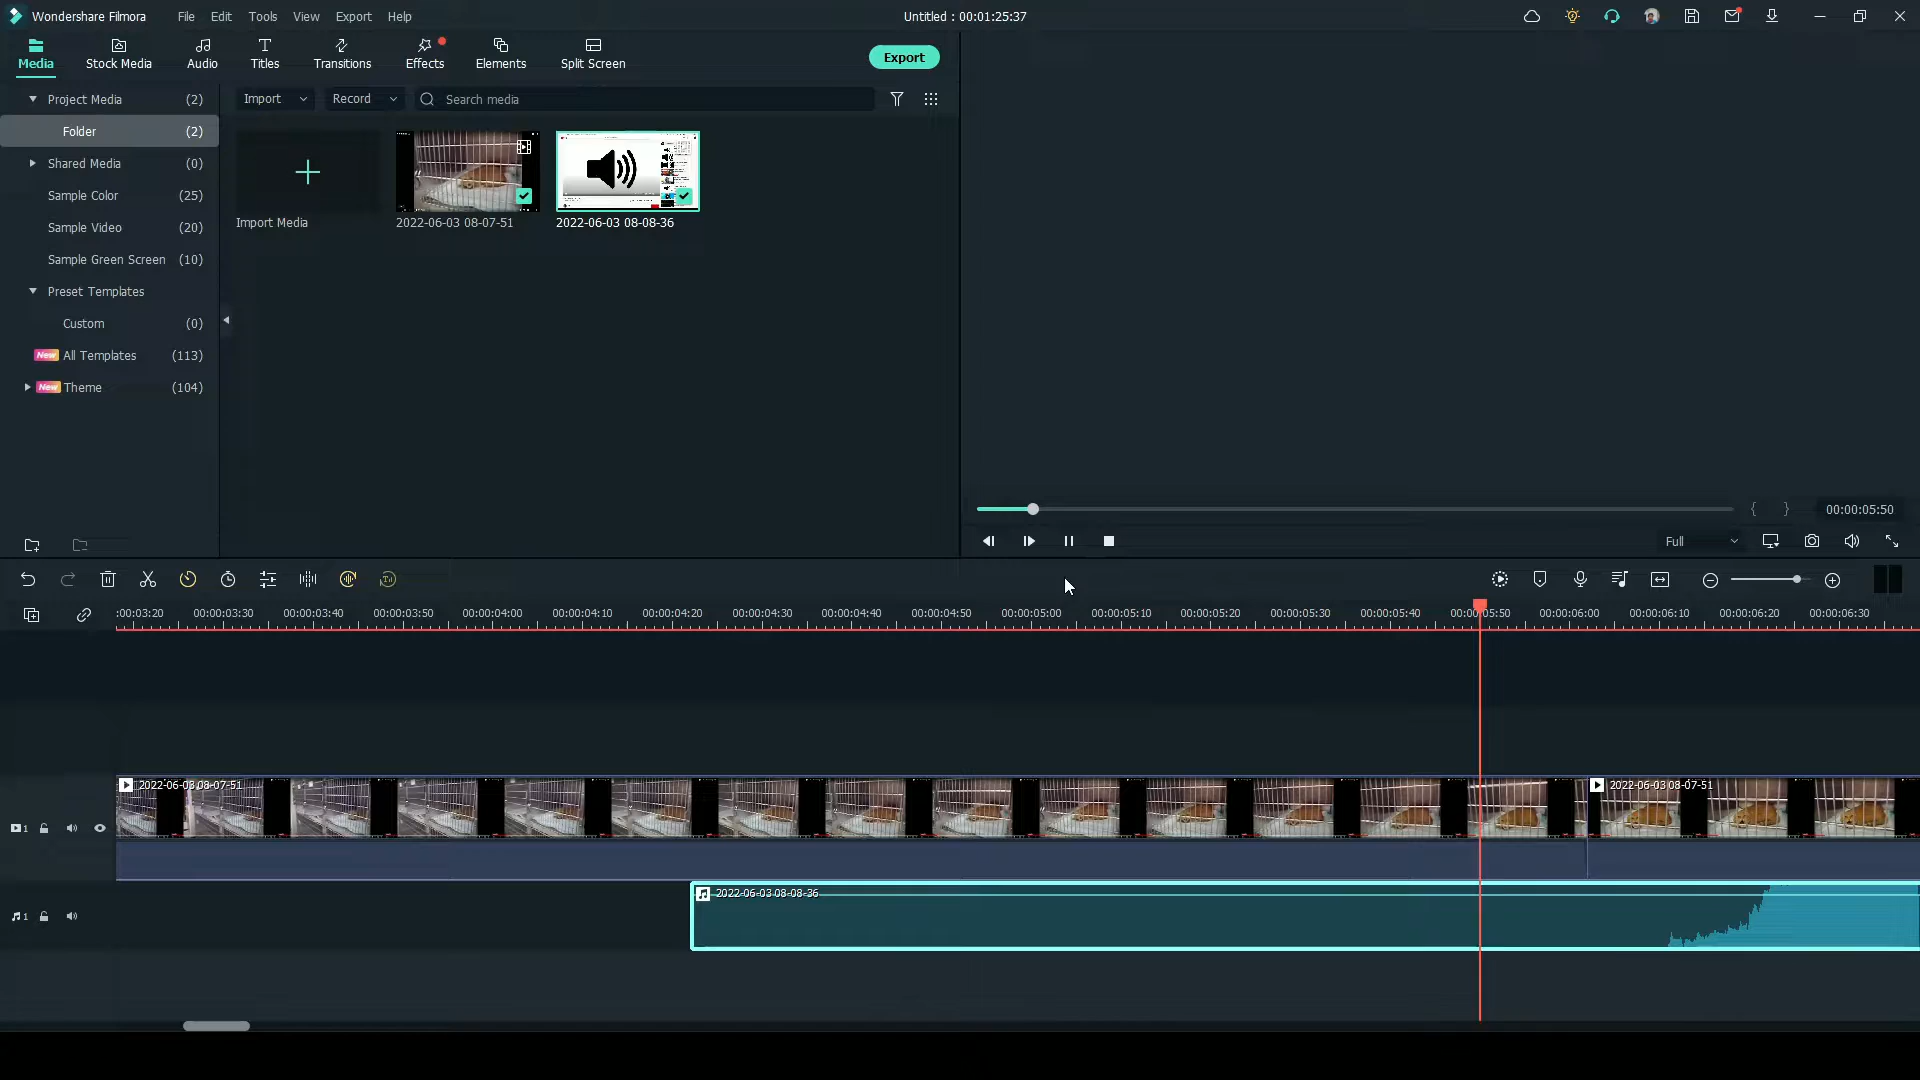 Wondershare Filmora File Edit Tools View Export Help Untitled : 00:01:25:37
Media Stock Media Audio Titles Transitions Effects Elements Split Screen Export
Project Media (2)
Folder (2)
Shared Media (0)
Sample Color (25)
Sample Video (20)
Sample Green Screen (10)
Preset Templates
Custom (0)
New All Templates (113)
New Theme (104)
Import Record Search media
Import Media 2022-06-03 08-07-51 2022-06-03 08-08-36
{ } 00:00:05:50
Full
:00:03:20 00:00:03:30 00:00:03:40 00:00:03:50 00:00:04:00 00:00:04:10 00:00:04:20 00:00:04:30 00:00:04:40 00:00:04:50 00:00:05:00 00:00:05:10 00:00:05:20 00:00:05:30 00:00:05:40 00:00:05:50 00:00:06:00 00:00:06:10 00:00:06:20 00:00:06:30
2022-06-03 08-07-51 2022-06-03 08-07-51
1
2022-06-03 08-08-36
1